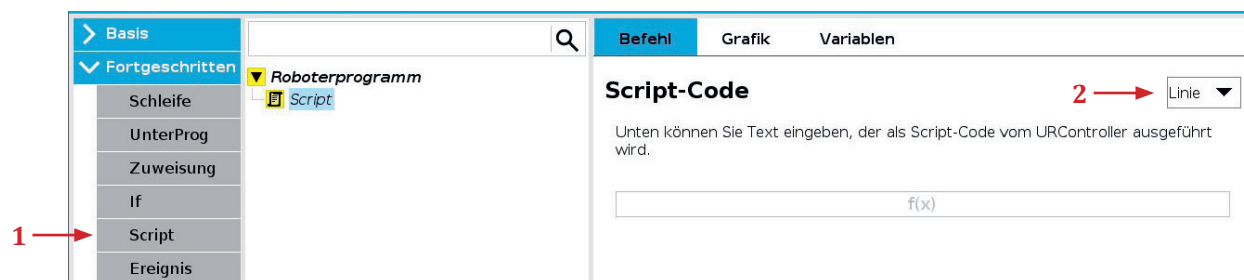 Basis
Fortgeschritten
Schleife
UnterProg
Zuweisung
If
1
Script
Ereignis
Roboterprogramm
Script
Befehl Grafik Variablen
Script-Code
2
Linie
Unten können Sie Text eingeben, der als Script-Code vom URController ausgeführt
wird.
f(x)